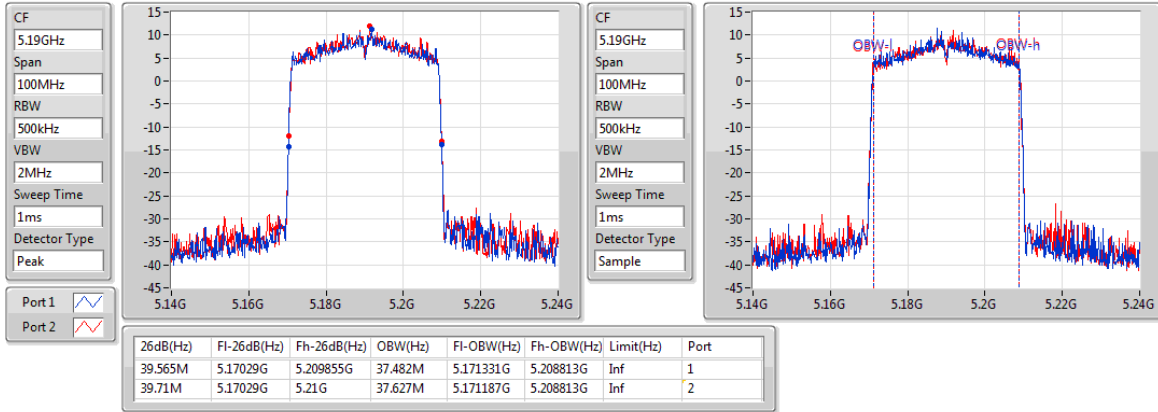 CF
5.19GHz
Span
100MHz
RBW
500kHz
VBW
2MHz
Sweep Time
1ms
Detector Type
Peak
15
10
5
0
-5
-10
-15
-20
-25
-30
-35
-40
-45
5.14G 5.16G 5.18G 5.2G 5.22G 5.24G
CF
5.19GHz
Span
100MHz
RBW
500kHz
VBW
2MHz
Sweep Time
1ms
Detector Type
Sample
15
10
5
0
-5
-10
-15
-20
-25
-30
-35
-40
-45
OBW-l OBW-h
5.14G 5.16G 5.18G 5.2G 5.22G 5.24G
Port 1
Port 2
26dB(Hz) Fl-26dB(Hz) Fh-26dB(Hz) OBW(Hz) Fl-OBW(Hz) Fh-OBW(Hz) Limit(Hz) Port
39.565M 5.17029G 5.209855G 37.482M 5.171331G 5.208813G Inf 1
39.71M 5.17029G 5.21G 37.627M 5.171187G 5.208813G Inf 2